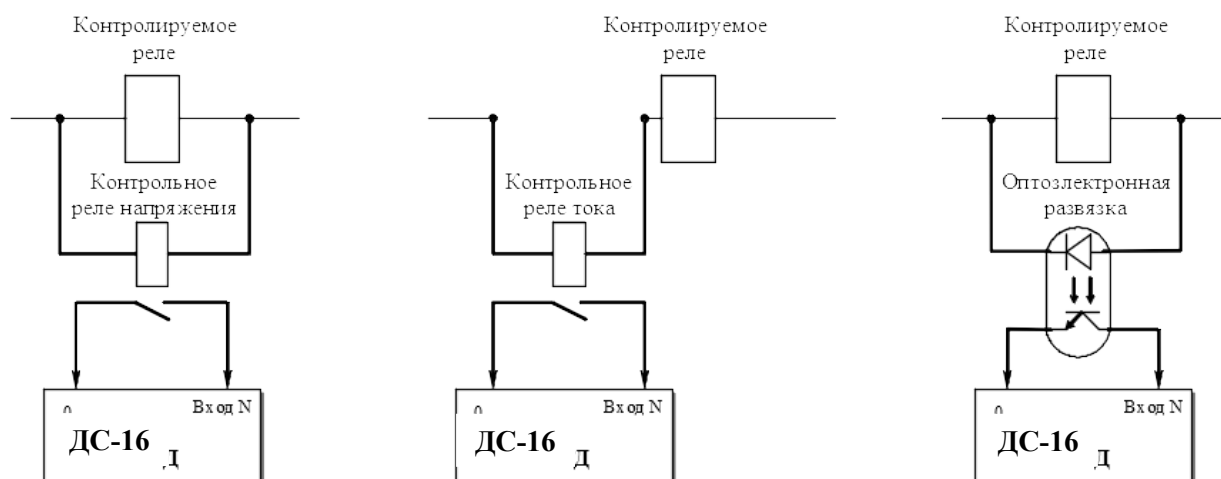 Контролируемое
реле
Контрольное
реле напряжения
Вход N
ДС-16
Д
Контролируемое
реле
Контрольное
реле тока
Вход N
ДС-16
Д
Контролируемое
реле
Оптоэлектронная
развязка
Вход N
ДС-16
Д